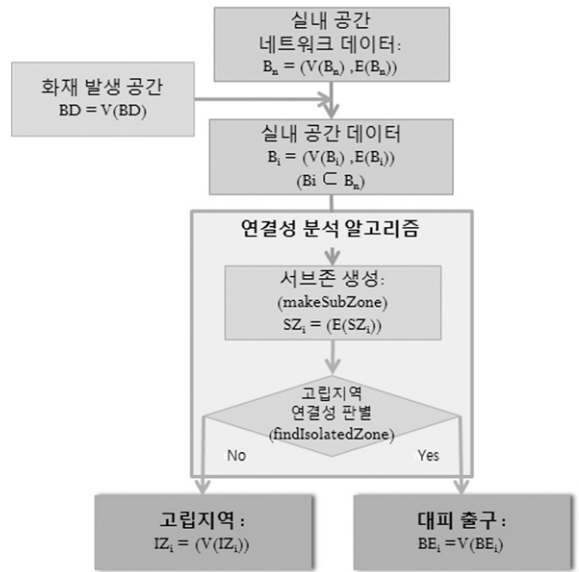 실내 공간
네트워크 데이터:
Bn = (V(Bn) ,E(Bn))
화재 발생 공간
BD = V(BD)
실내 공간 데이터
Bi = (V(Bi) ,E(Bi))
(Bi ⊂ Bn)
연결성 분석 알고리즘
서브존 생성:
(makeSubZone)
SZi = (E(SZi))
고립지역
연결성 판별
(findIsolatedZone)
No
Yes
고립지역 :
IZi = (V(IZi))
대피 출구 :
BEi =V(BEi)